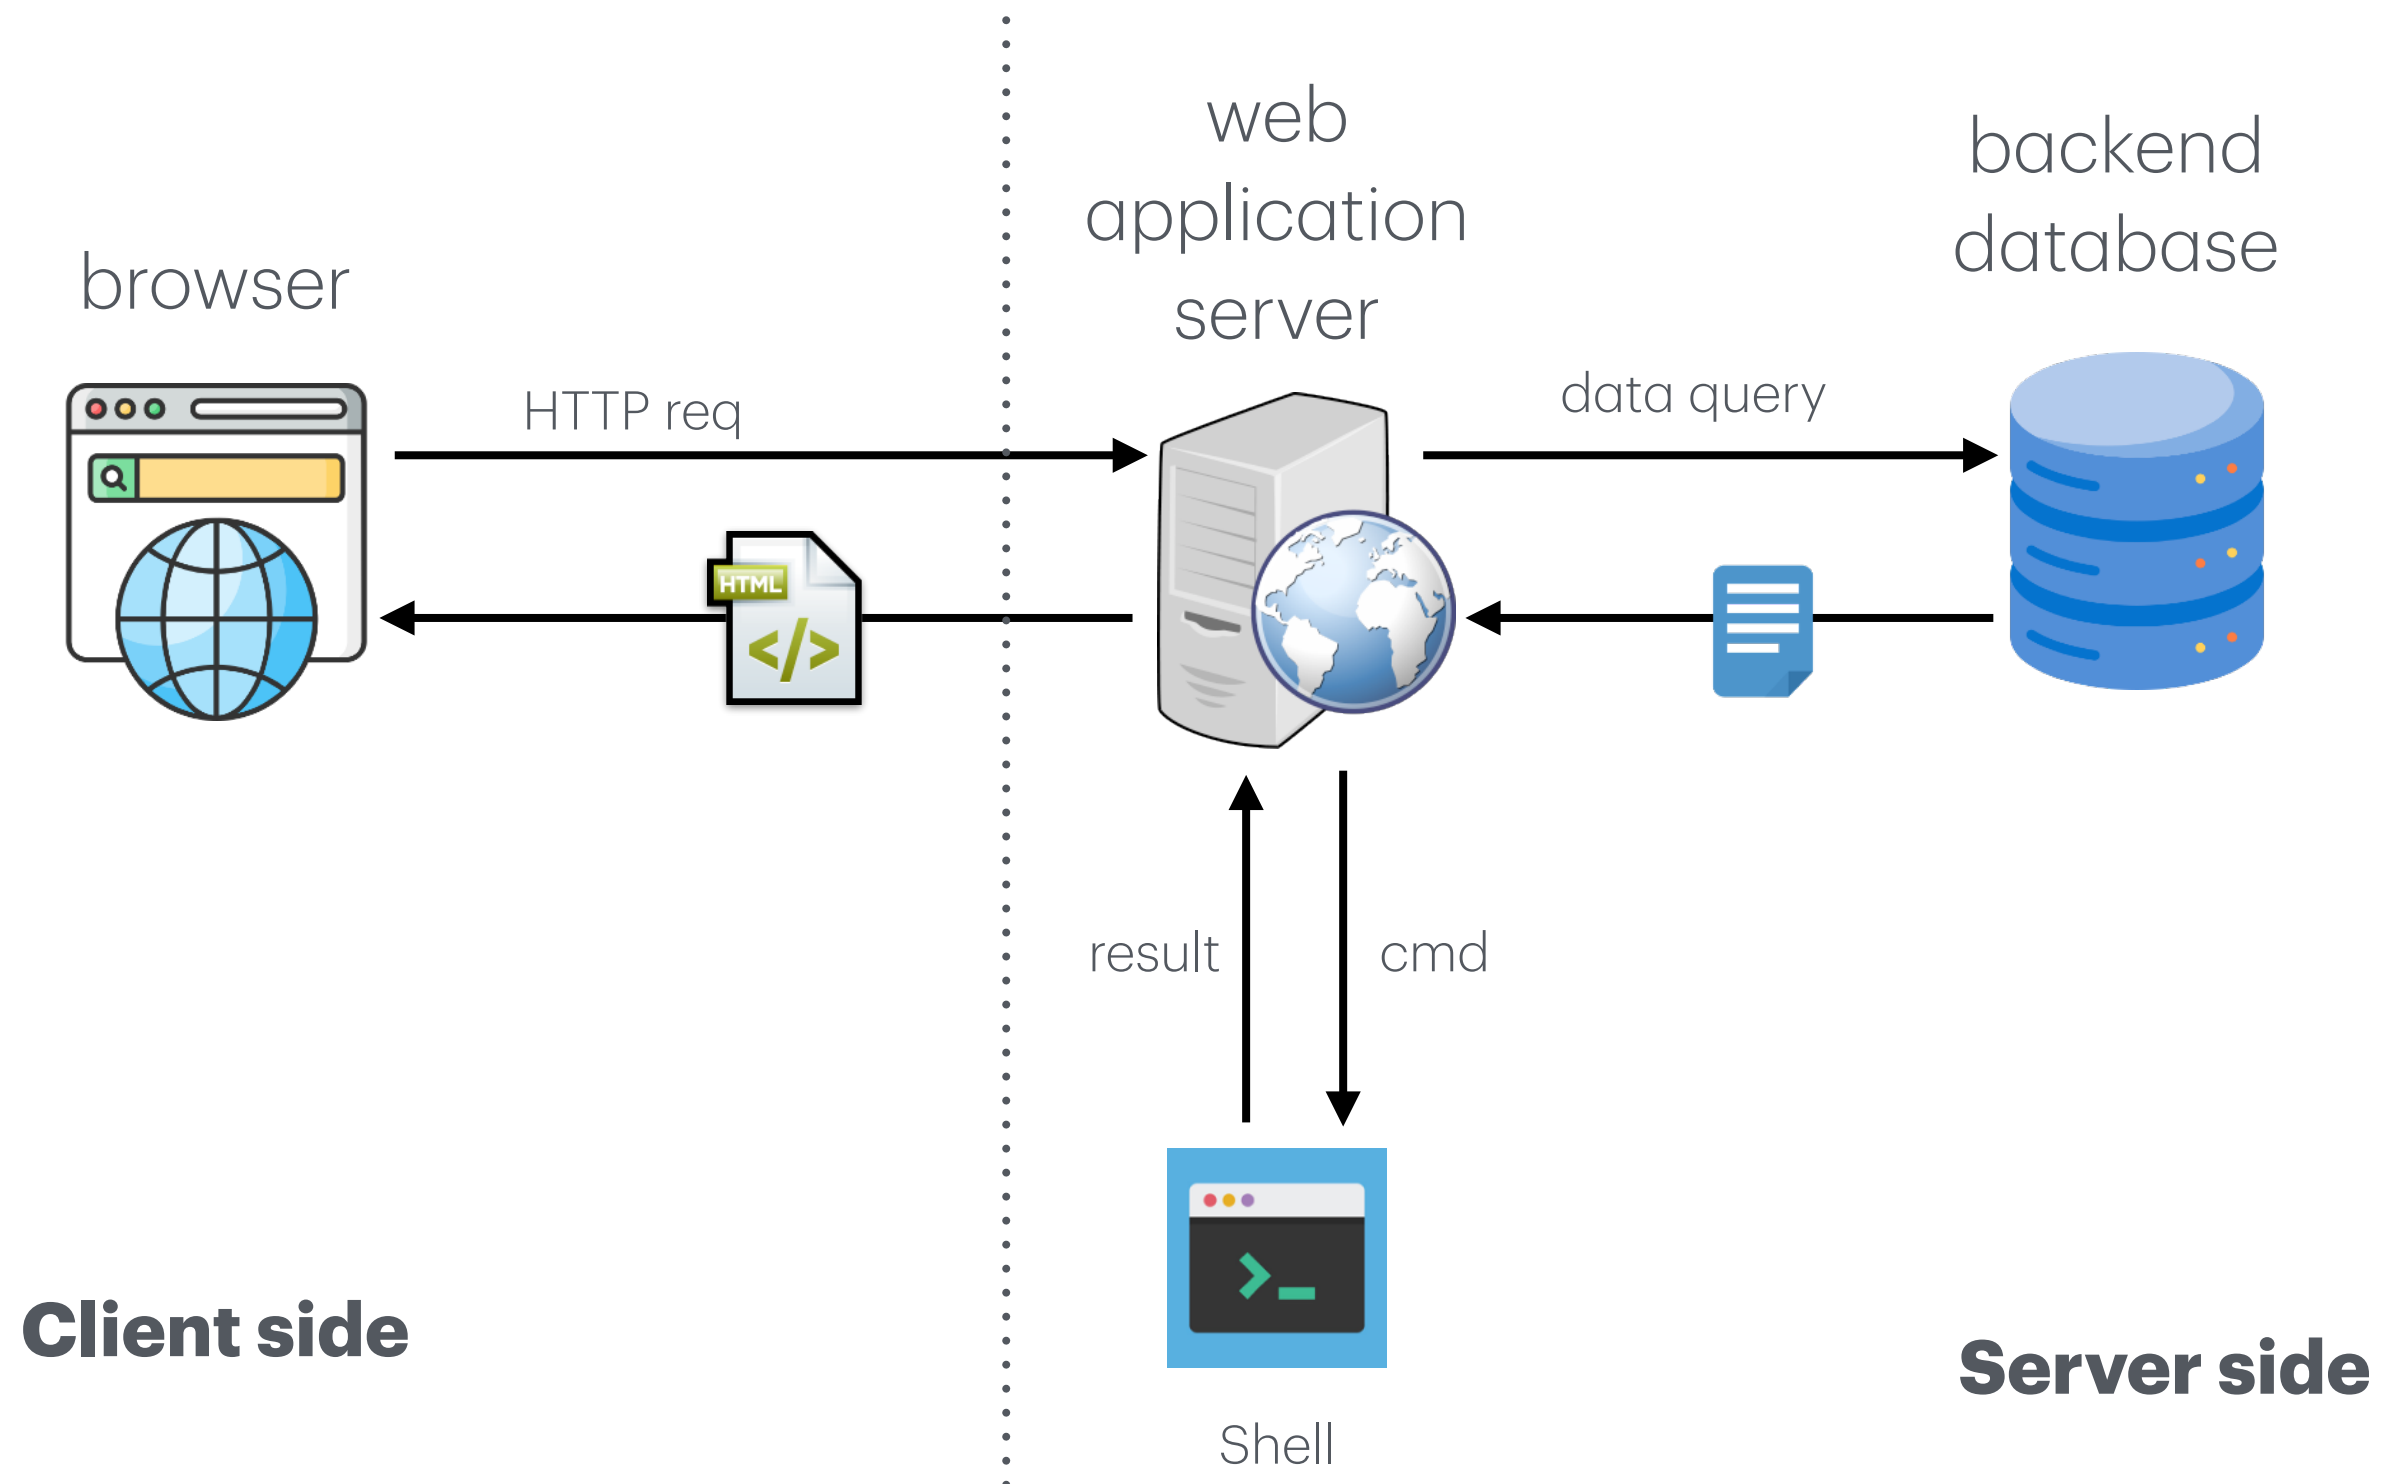 web
application
server
backend
database
browser
HTTP req
data query
HTML
</>
result
cmd
>_
Client side
Server side
Shell